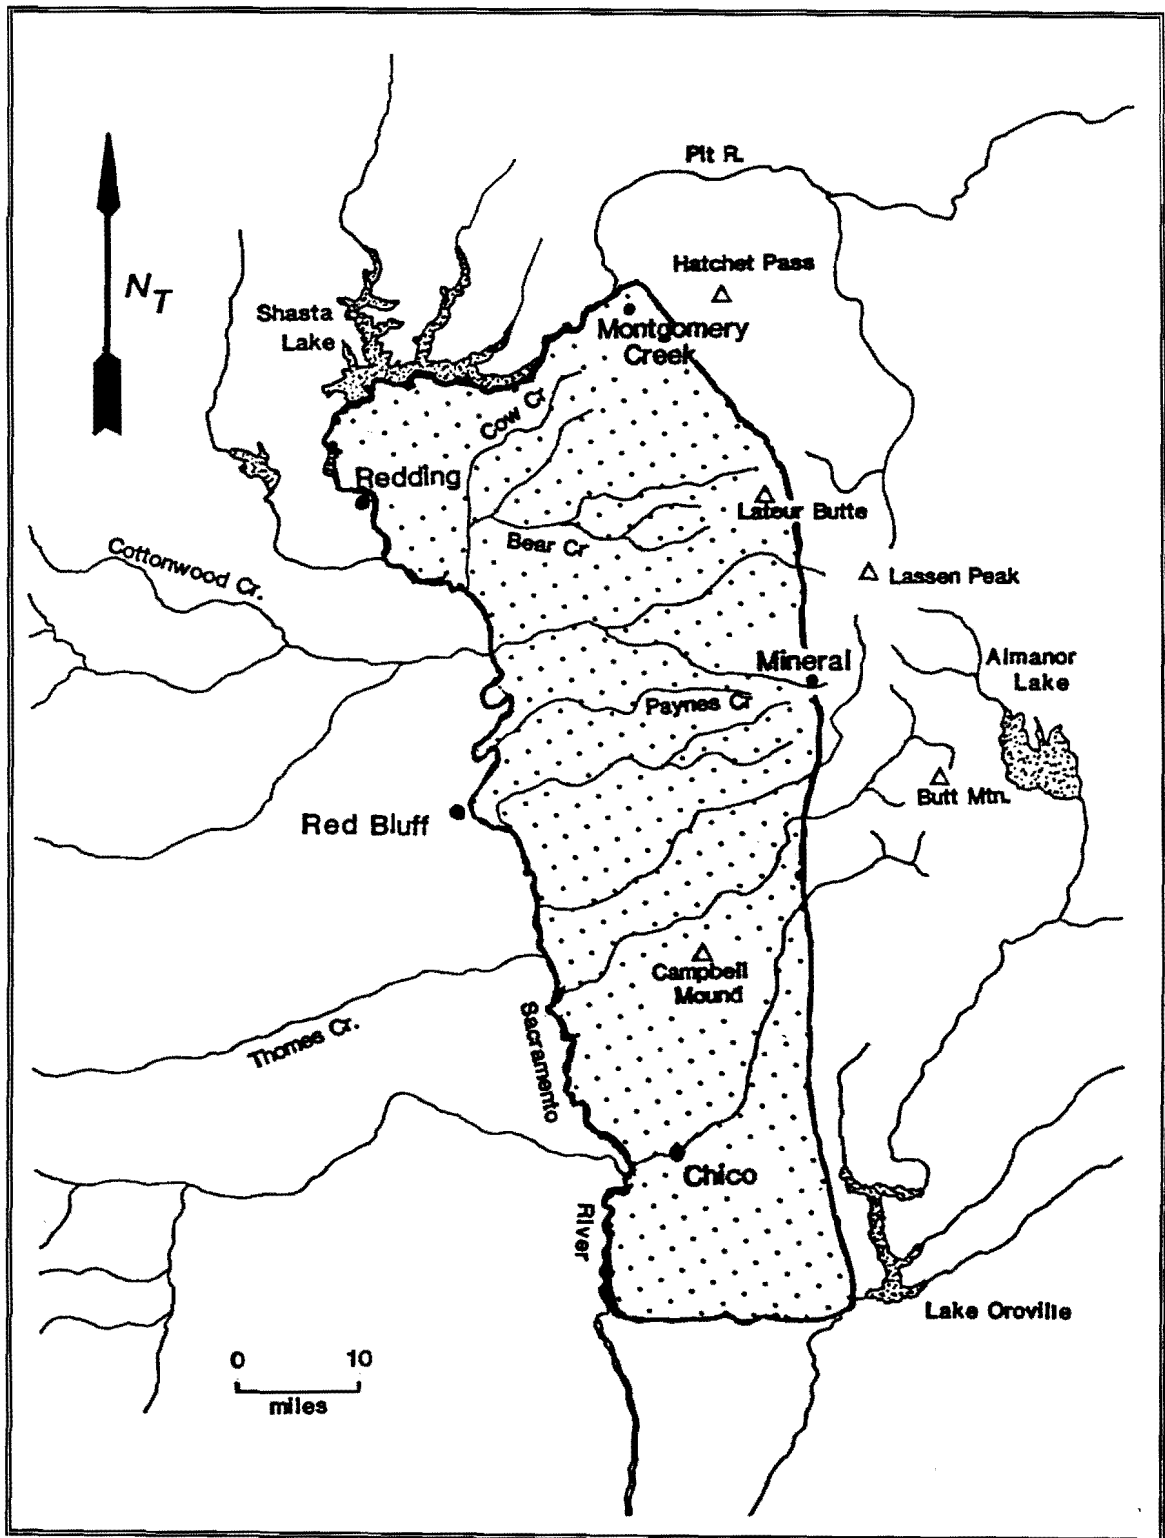 Pit R.
Hatchet Pass
N T
Shasta
Lake
Montgomery
Creek
Cow Cr
Redding
Latour Butte
Bear Cr
Cottonwood Cr.
Lassen Peak
Mineral
Almanor
Lake
Paynes Cr
Butt Mtn.
Red Bluff
Campbell
Mound
Thomes Cr.
Sacramento
River
Chico
Lake Oroville
0 10
miles